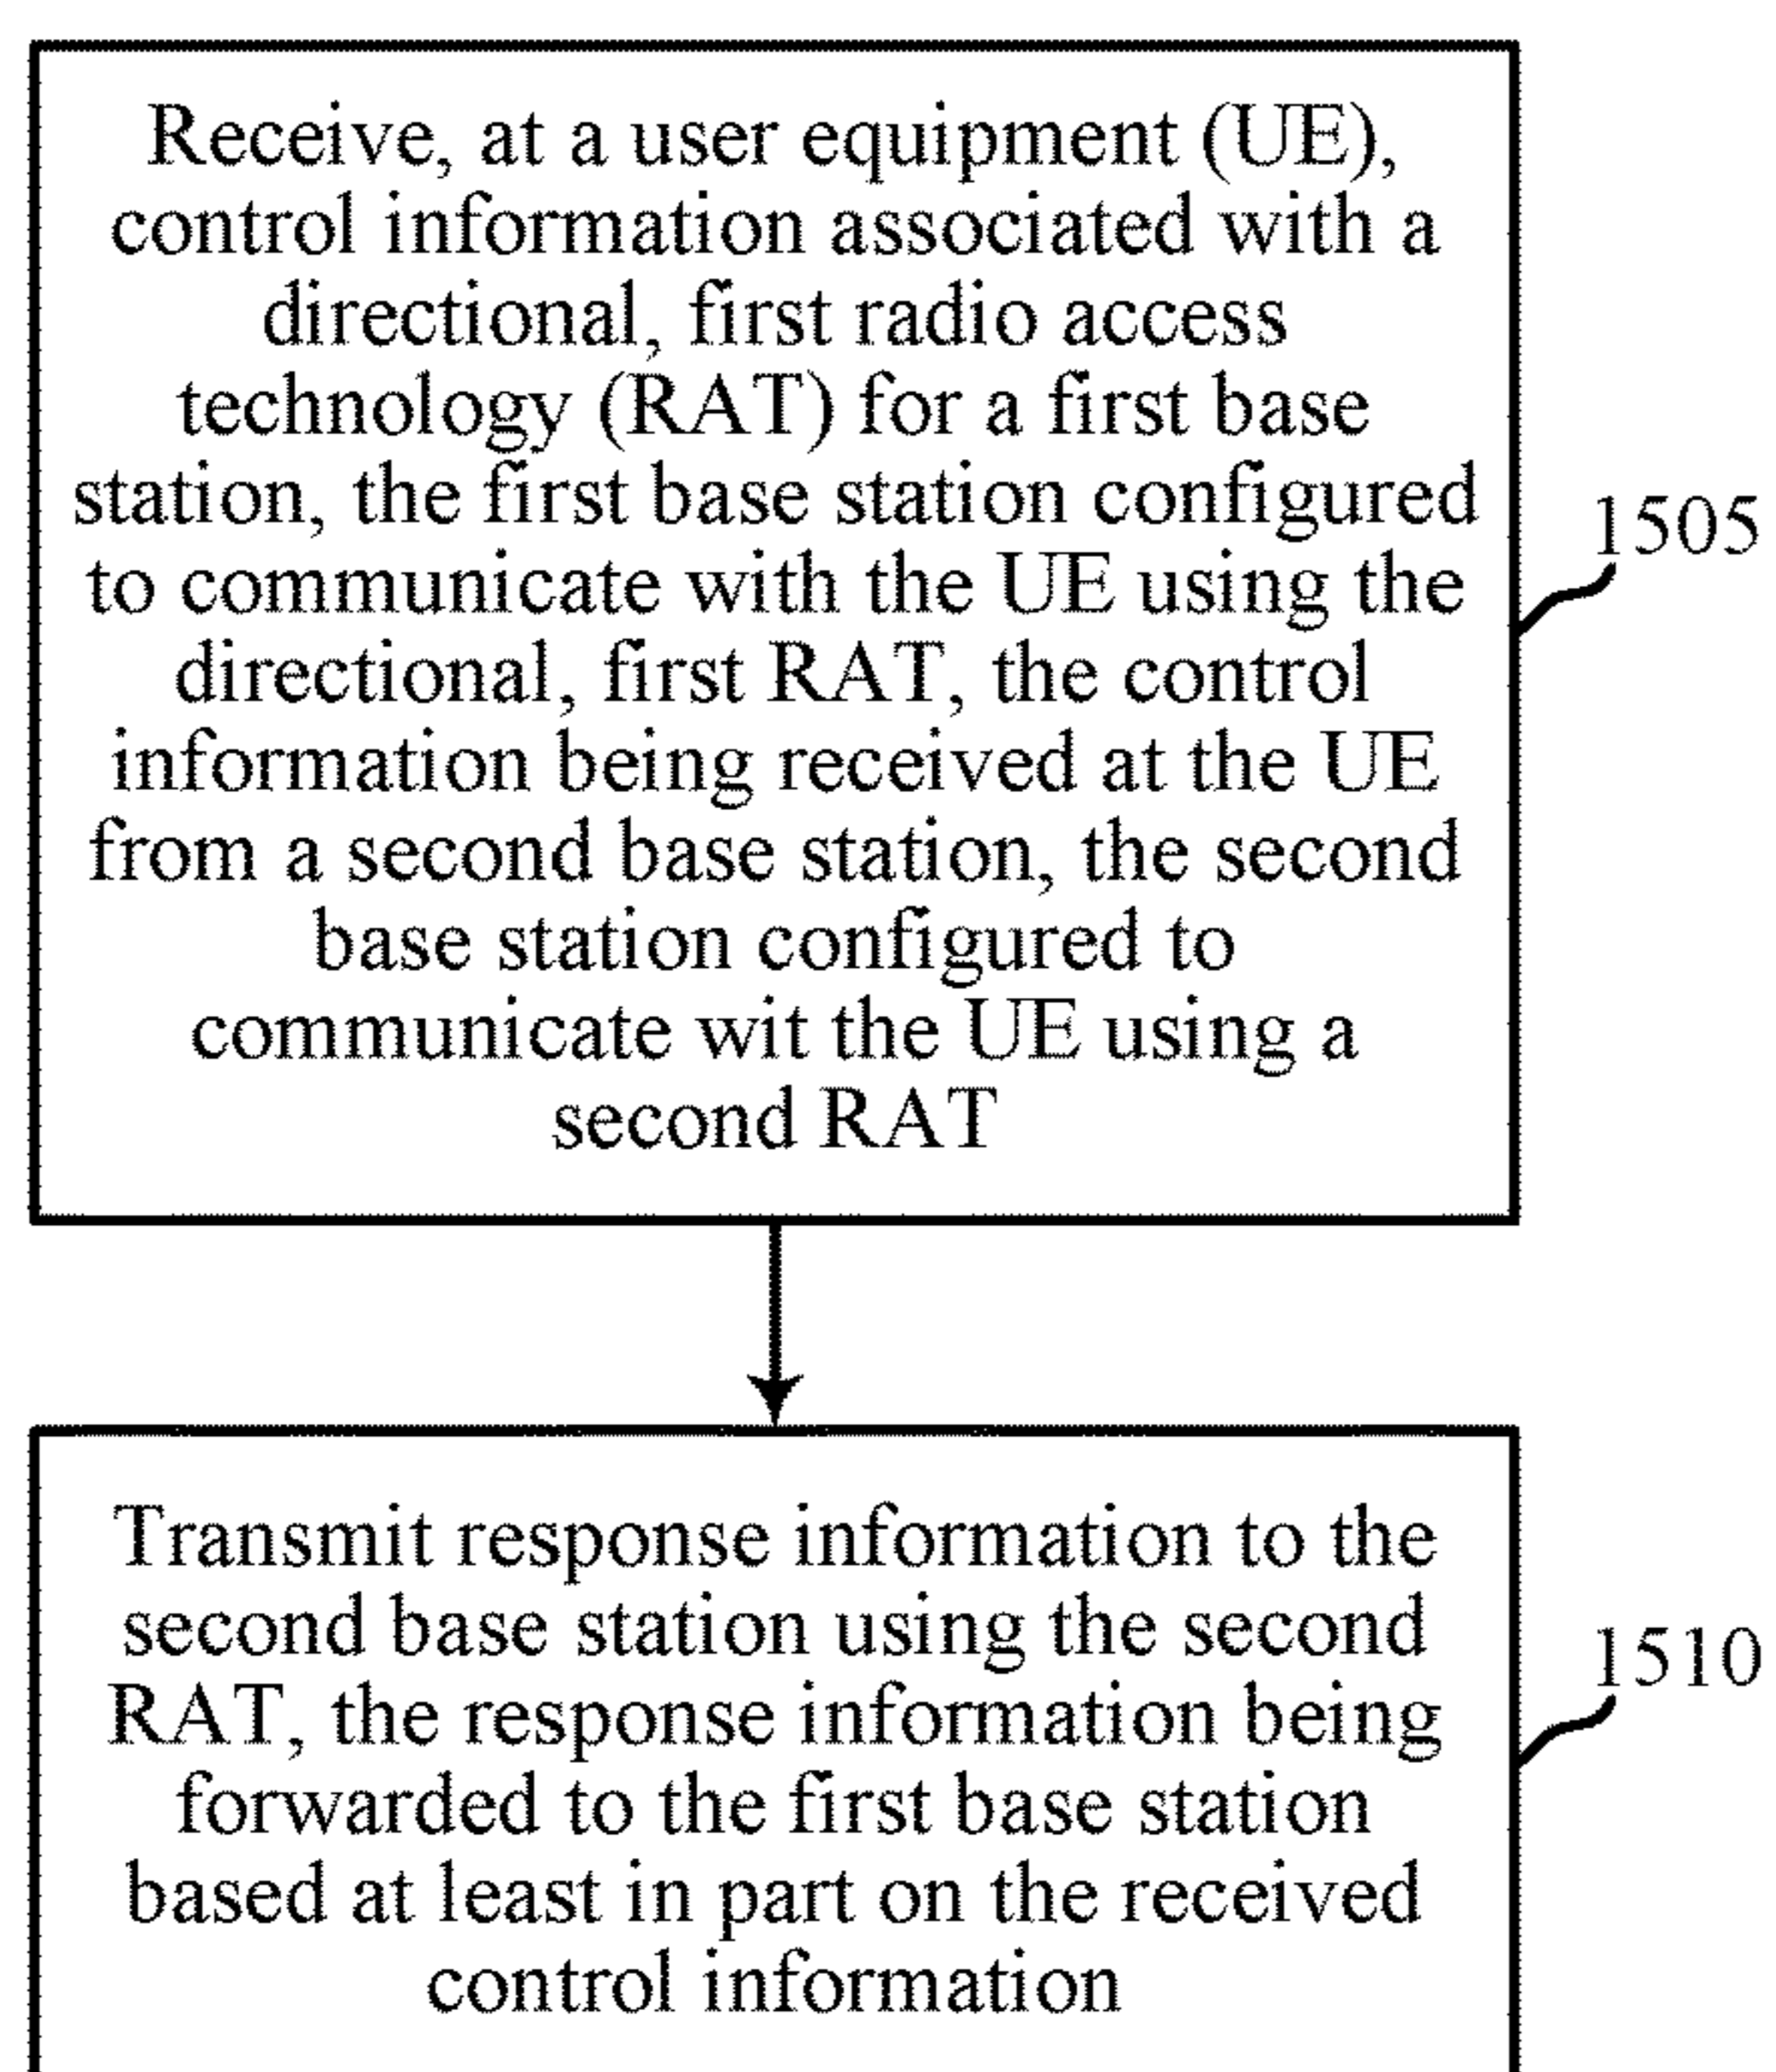 Receive, at a user equipment (UE),
control information associated with a
directional, first radio access
technology (RAT) for a first base
station, the first base station configured
to communicate with the UE using the
directional, first RAT, the control
information being received at the UE
from a second base station, the second
base station configured to
communicate wit the UE using a
second RAT
1505
Transmit response information to the
second base station using the second
RAT, the response information being
forwarded to the first base station
based at least in part on the received
control information
1510